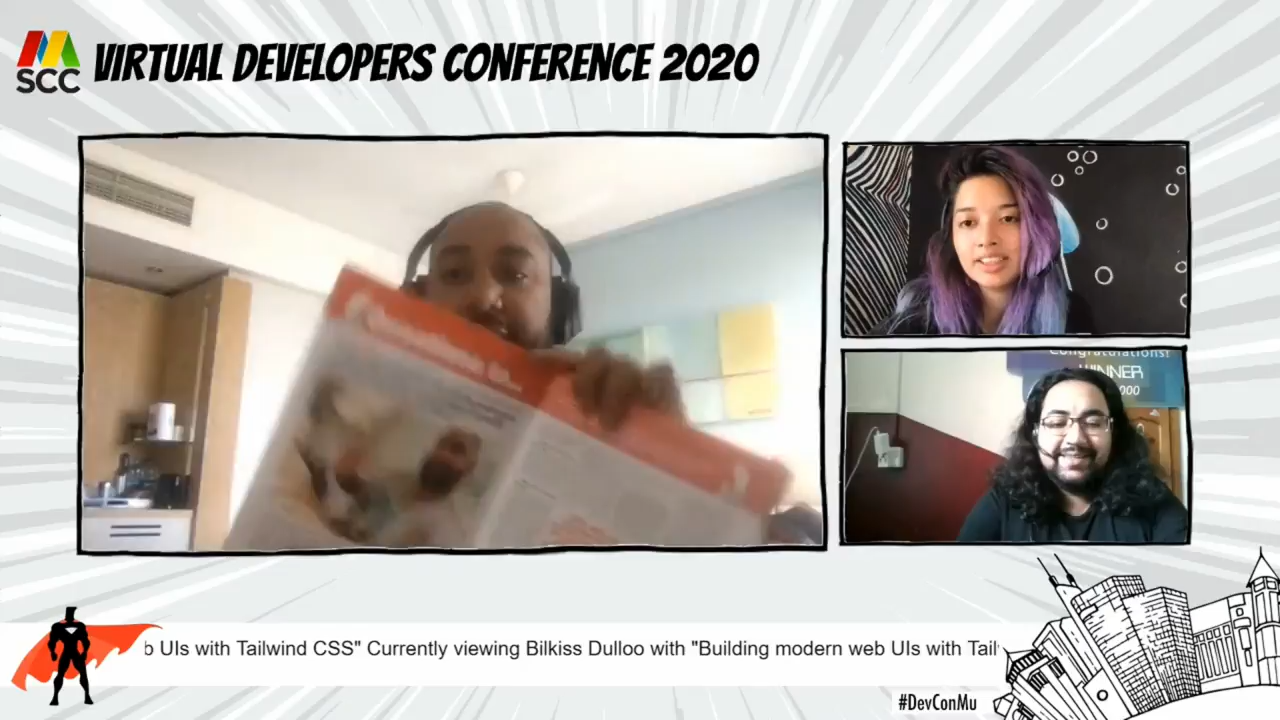 SCC
VIRTUAL DEVELOPERS CONFERENCE 2020
Congratulations!
WINNER
000
b UIs with Tailwind CSS" Currently viewing Bilkiss Dulloo with "Building modern web UIs with Tail
#DevConMu